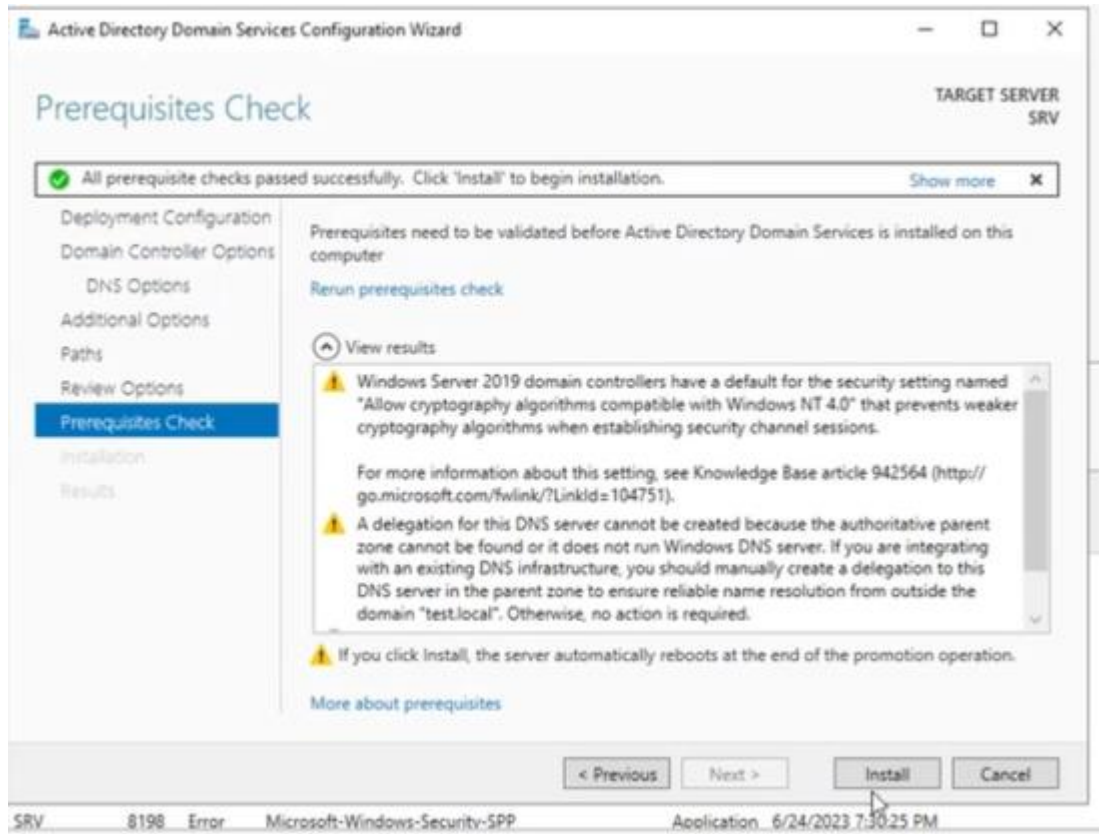 Active Directory Domain Services Configuration Wizard
Prerequisites Check
TARGET SERVER
SRV
All prerequisite checks passed successfully. Click 'Install' to begin installation.
Show more
Deployment Configuration
Domain Controller Options
DNS Options
Additional Options
Paths
Review Options
Prerequisites Check
Installation
Results
Prerequisites need to be validated before Active Directory Domain Services is installed on this
computer
Rerun prerequisites check
View results
Windows Server 2019 domain controllers have a default for the security setting named
"Allow cryptography algorithms compatible with Windows NT 4.0" that prevents weaker
cryptography algorithms when establishing security channel sessions.
For more information about this setting, see Knowledge Base article 942564 (http://
go.microsoft.com/fwlink/?LinkId=104751).
A delegation for this DNS server cannot be created because the authoritative parent
zone cannot be found or it does not run Windows DNS server. If you are integrating
with an existing DNS infrastructure, you should manually create a delegation to this
DNS server in the parent zone to ensure reliable name resolution from outside the
domain "test.local". Otherwise, no action is required.
If you click Install, the server automatically reboots at the end of the promotion operation.
More about prerequisites
< Previous
Next >
Install
Cancel
SRV 8198 Error Microsoft-Windows-Security-SPP Application 6/24/2023 7:30:25 PM